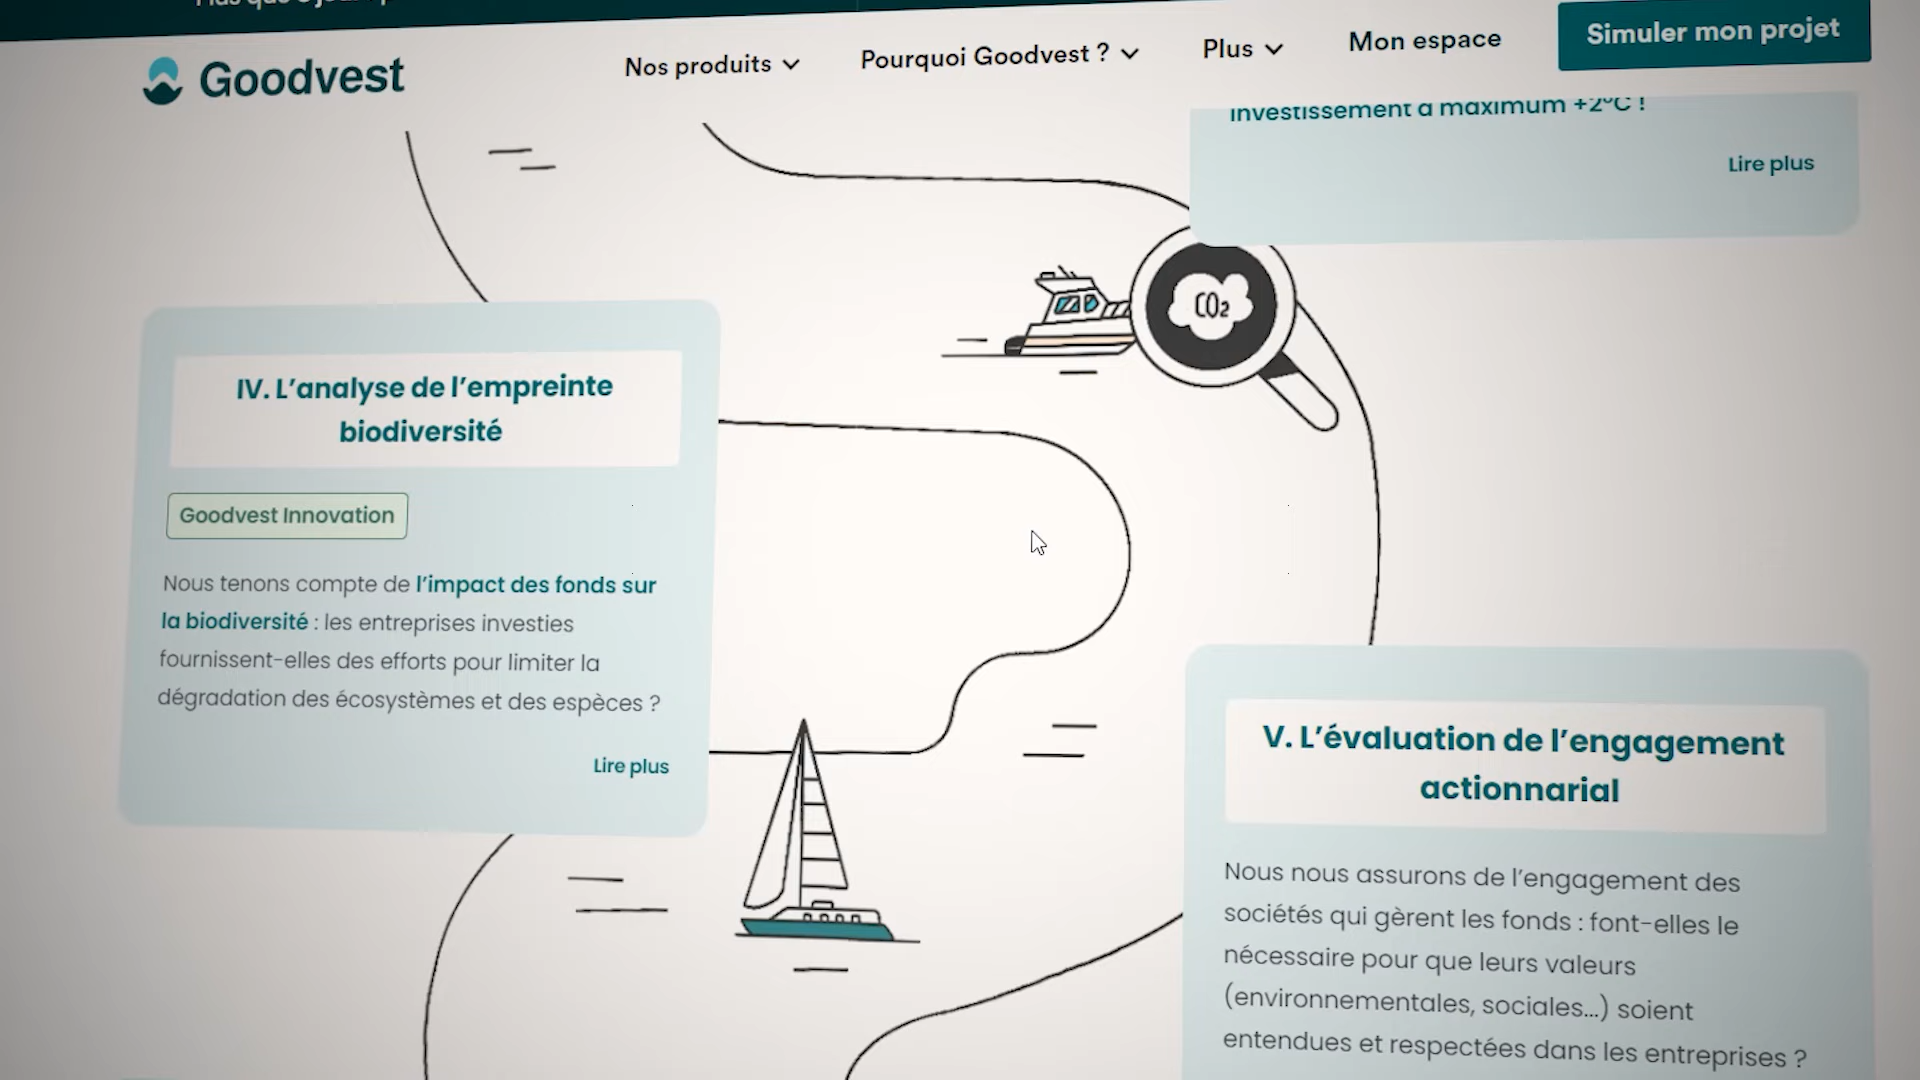 Goodvest
Nos produits
Pourquoi Goodvest ?
Plus
Mon espace
Simuler mon projet
investissement à maximum +2°C !
Lire plus
CO2
IV. L'analyse de l'empreinte
biodiversité
Goodvest Innovation
Nous tenons compte de l'impact des fonds sur
la biodiversité : les entreprises investies
fournissent-elles des efforts pour limiter la
dégradation des écosystèmes et des espèces ?
Lire plus
V. L'évaluation de l'engagement
actionnarial
Nous nous assurons de l'engagement des
sociétés qui gèrent les fonds : font-elles le
nécessaire pour que leurs valeurs
(environnementales, sociales...) soient
entendues et respectées dans les entreprises ?